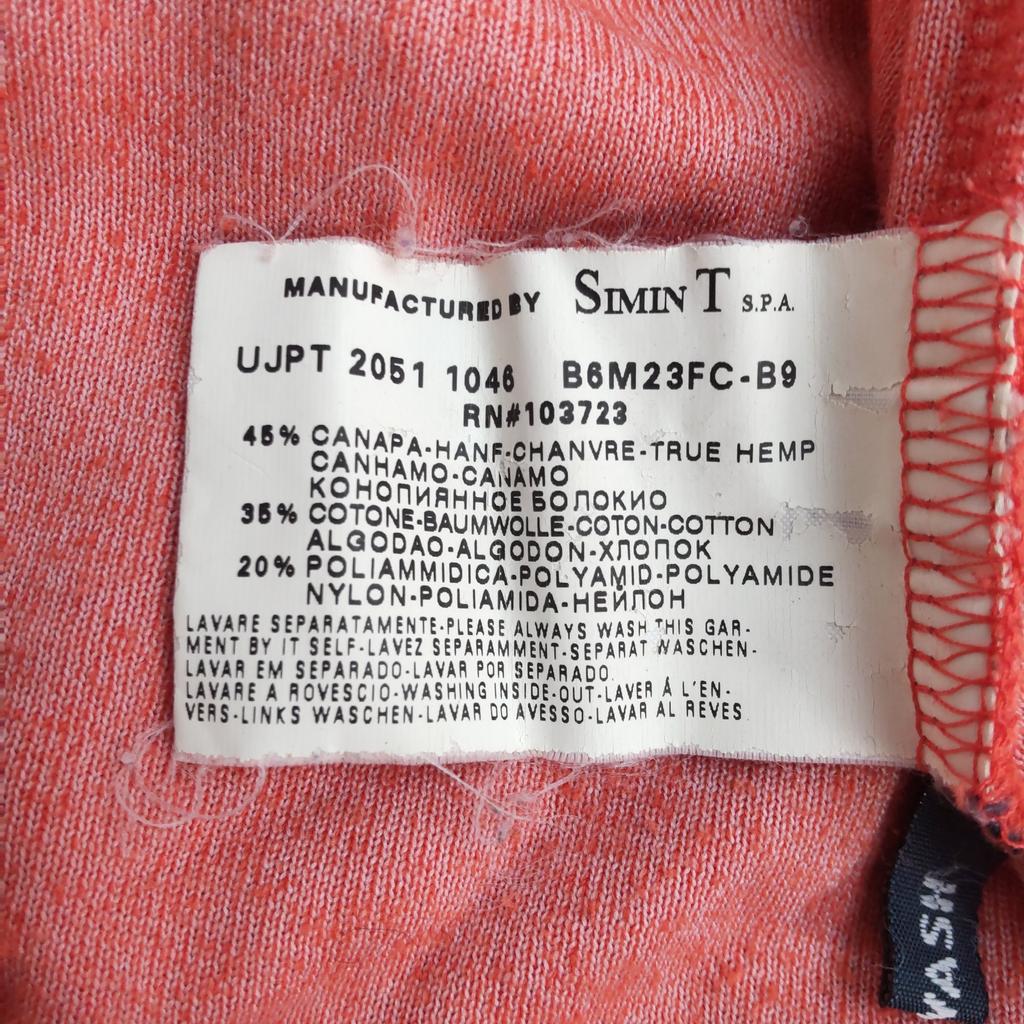 MANUFACTURED BY SIMIN T S.P.A.
UJPT 2051 1046 B6M23FC-B9
RN#103723
45% CANAPA-HANF-CHANVRE-TRUE HEMP
CANHAMO-CANAMO
КОНОПИЯННОЕ БОЛОКИО
35% COTONE-BAUMWOLLE-COTON-COTTON
ALGODAO-ALGODON-ХЛОПОК
20% POLIAMMIDICA-POLYAMID-POLYAMIDE
NYLON-POLIAMIDA-НЕЙЛОН
LAVARE SEPARATAMENTE-PLEASE ALWAYS WASH THIS GAR-
MENT BY IT SELF-LAVEZ SEPARAMMENT-SEPARAT WASCHEN-
LAVAR EM SEPARADO-LAVAR POR SEPARADO.
LAVARE A ROVESCIO-WASHING INSIDE-OUT-LAVER Á L'EN-
VERS-LINKS WASCHEN-LAVAR DO AVESSO-LAVAR AL REVES
WASH